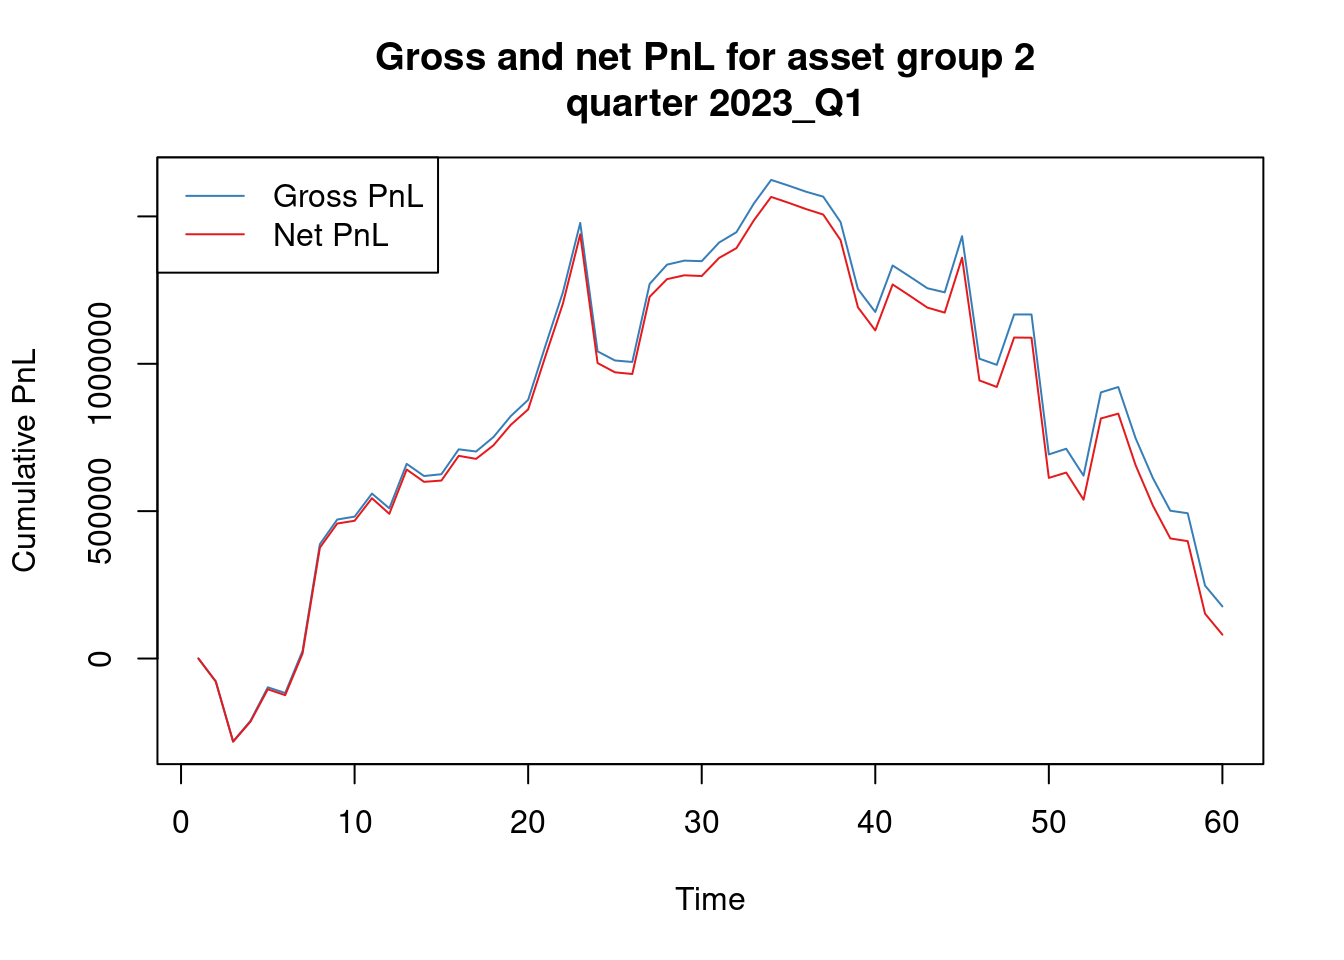 Gross and net PnL for asset group 2
quarter 2023_Q1
Gross PnL
Net PnL
Cumulative PnL
1000000
500000
0
0 10 20 30 40 50 60
Time